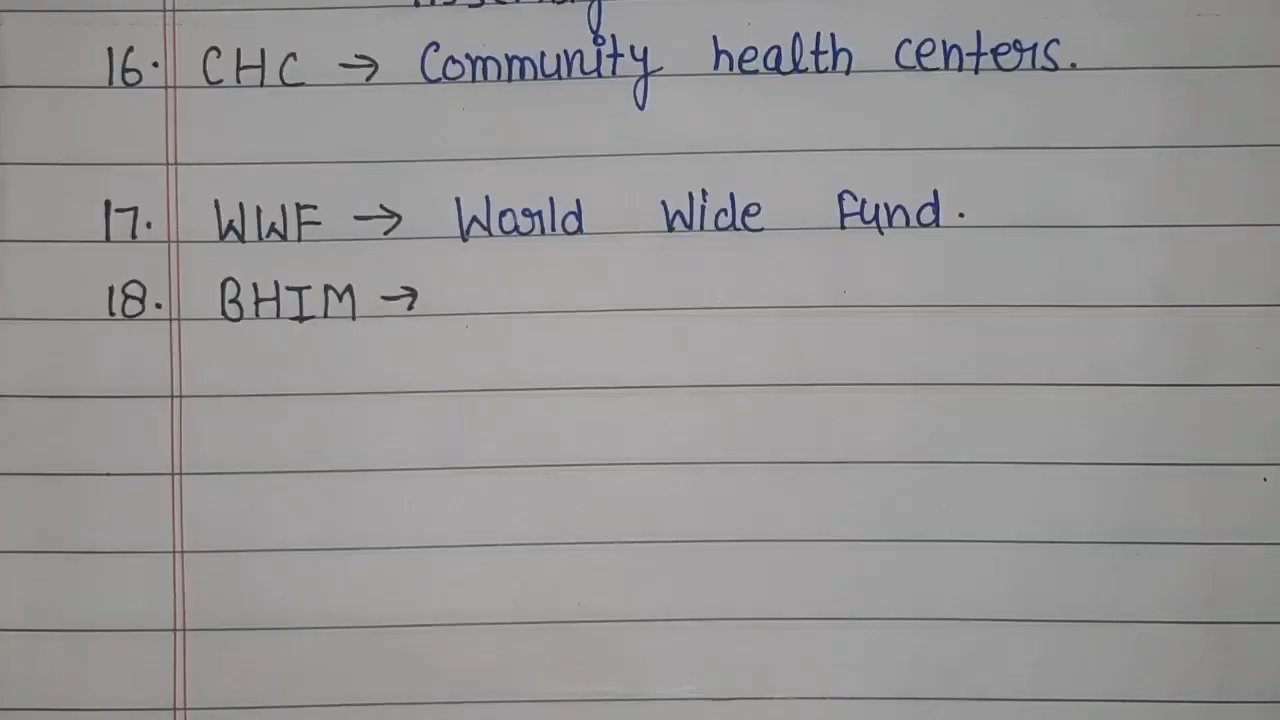 16. CHC → Community health centers.
17. WWF → World Wide Fund.
18. BHIM →